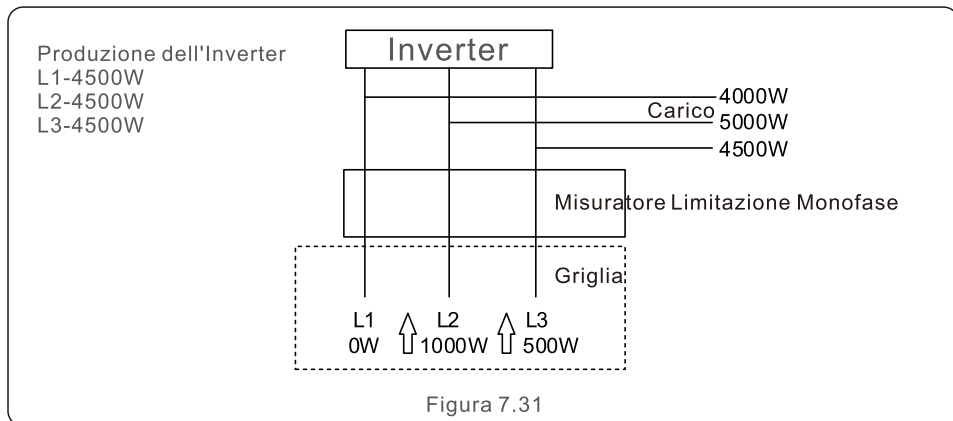 Produzione dell'Inverter
L1-4500W
L2-4500W
L3-4500W
Inverter
4000W
Carico
5000W
4500W
Misuratore Limitazione Monofase
Griglia
L1 L2 L3
0W 1000W 500W
Figura 7.31